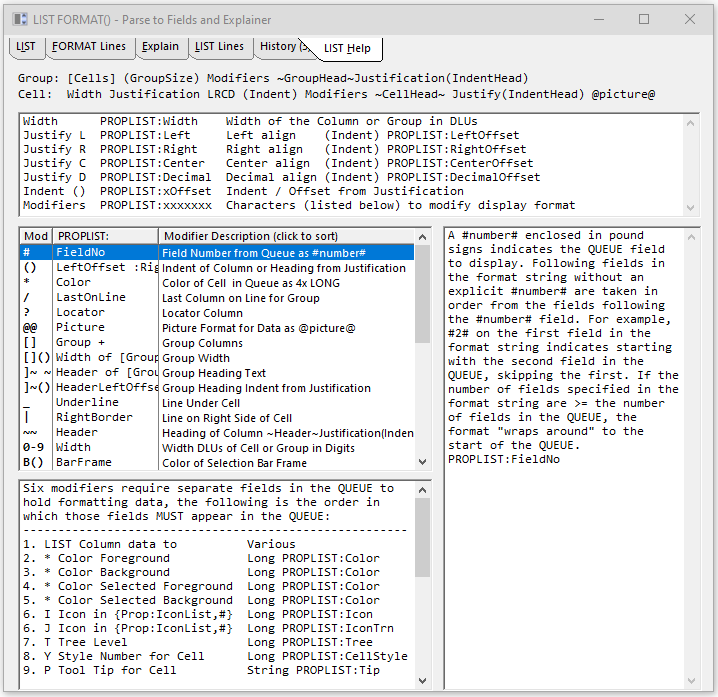 LIST FORMAT() - Parse to Fields and Explainer
LIST FORMAT Lines Explain LIST Lines History ( LIST Help
Group: [Cells] (GroupSize) Modifiers ~GroupHead~Justification(IndentHead)
Cell:  Width Justification LRCD (Indent) Modifiers ~CellHead~ Justify(IndentHead) @picture@
Width PROPLIST:Width Width of the Column or Group in DLUs
Justify L PROPLIST:Left Left align (Indent) PROPLIST:LeftOffset
Justify R PROPLIST:Right Right align (Indent) PROPLIST:RightOffset
Justify C PROPLIST:Center Center align (Indent) PROPLIST:CenterOffset
Justify D PROPLIST:Decimal Decimal align (Indent) PROPLIST:DecimalOffset
Indent () PROPLIST:xOffset Indent / Offset from Justification
Modifiers PROPLIST:xxxxxxx Characters (listed below) to modify display format
Mod PROPLIST: Modifier Description (click to sort)
# FieldNo Field Number from Queue as #number#
() LeftOffset :Rig Indent of Column or Heading from Justification
* Color Color of Cell in Queue as 4x LONG
/ LastOnLine Last Column on Line for Group
? Locator Locator Column
@@ Picture Picture Format for Data as @picture@
[] Group + Group Columns
[]() Width of [Group Group Width
]~ ~ Header of [Grou Group Heading Text
]~() HeaderLeftOffse Group Heading Indent from Justification
_ Underline Line Under Cell
| RightBorder Line on Right Side of Cell
~~ Header Heading of Column ~Header~Justification(Inden
0-9 Width Width DLUs of Cell or Group in Digits
B() BarFrame Color of Selection Bar Frame
A #number# enclosed in pound
signs indicates the QUEUE field
to display. Following fields in
the format string without an
explicit #number# are taken in
order from the fields following
the #number# field. For example,
#2# on the first field in the
format string indicates starting
with the second field in the
QUEUE, skipping the first. If the
number of fields specified in the
format string are >= the number
of fields in the QUEUE, the
format "wraps around" to the
start of the QUEUE.
PROPLIST:FieldNo
Six modifiers require separate fields in the QUEUE to
hold formatting data, the following is the order in
which those fields MUST appear in the QUEUE:
----------------------------------------------------
1. LIST Column data to Various
2. * Color Foreground Long PROPLIST:Color
3. * Color Background Long PROPLIST:Color
4. * Color Selected Foreground Long PROPLIST:Color
5. * Color Selected Background Long PROPLIST:Color
6. I Icon in {Prop:IconList,#} Long PROPLIST:Icon
6. J Icon in {Prop:IconList,#} Long PROPLIST:IconTrn
7. T Tree Level Long PROPLIST:Tree
8. Y Style Number for Cell Long PROPLIST:CellStyle
9. P Tool Tip for Cell String PROPLIST:Tip